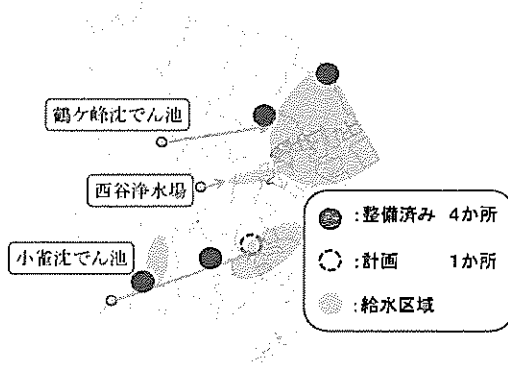 鶴ケ峰沈でん池
西谷浄水場
小雀沈でん池
:整備済み 4か所
:計画 1か所
:給水区域